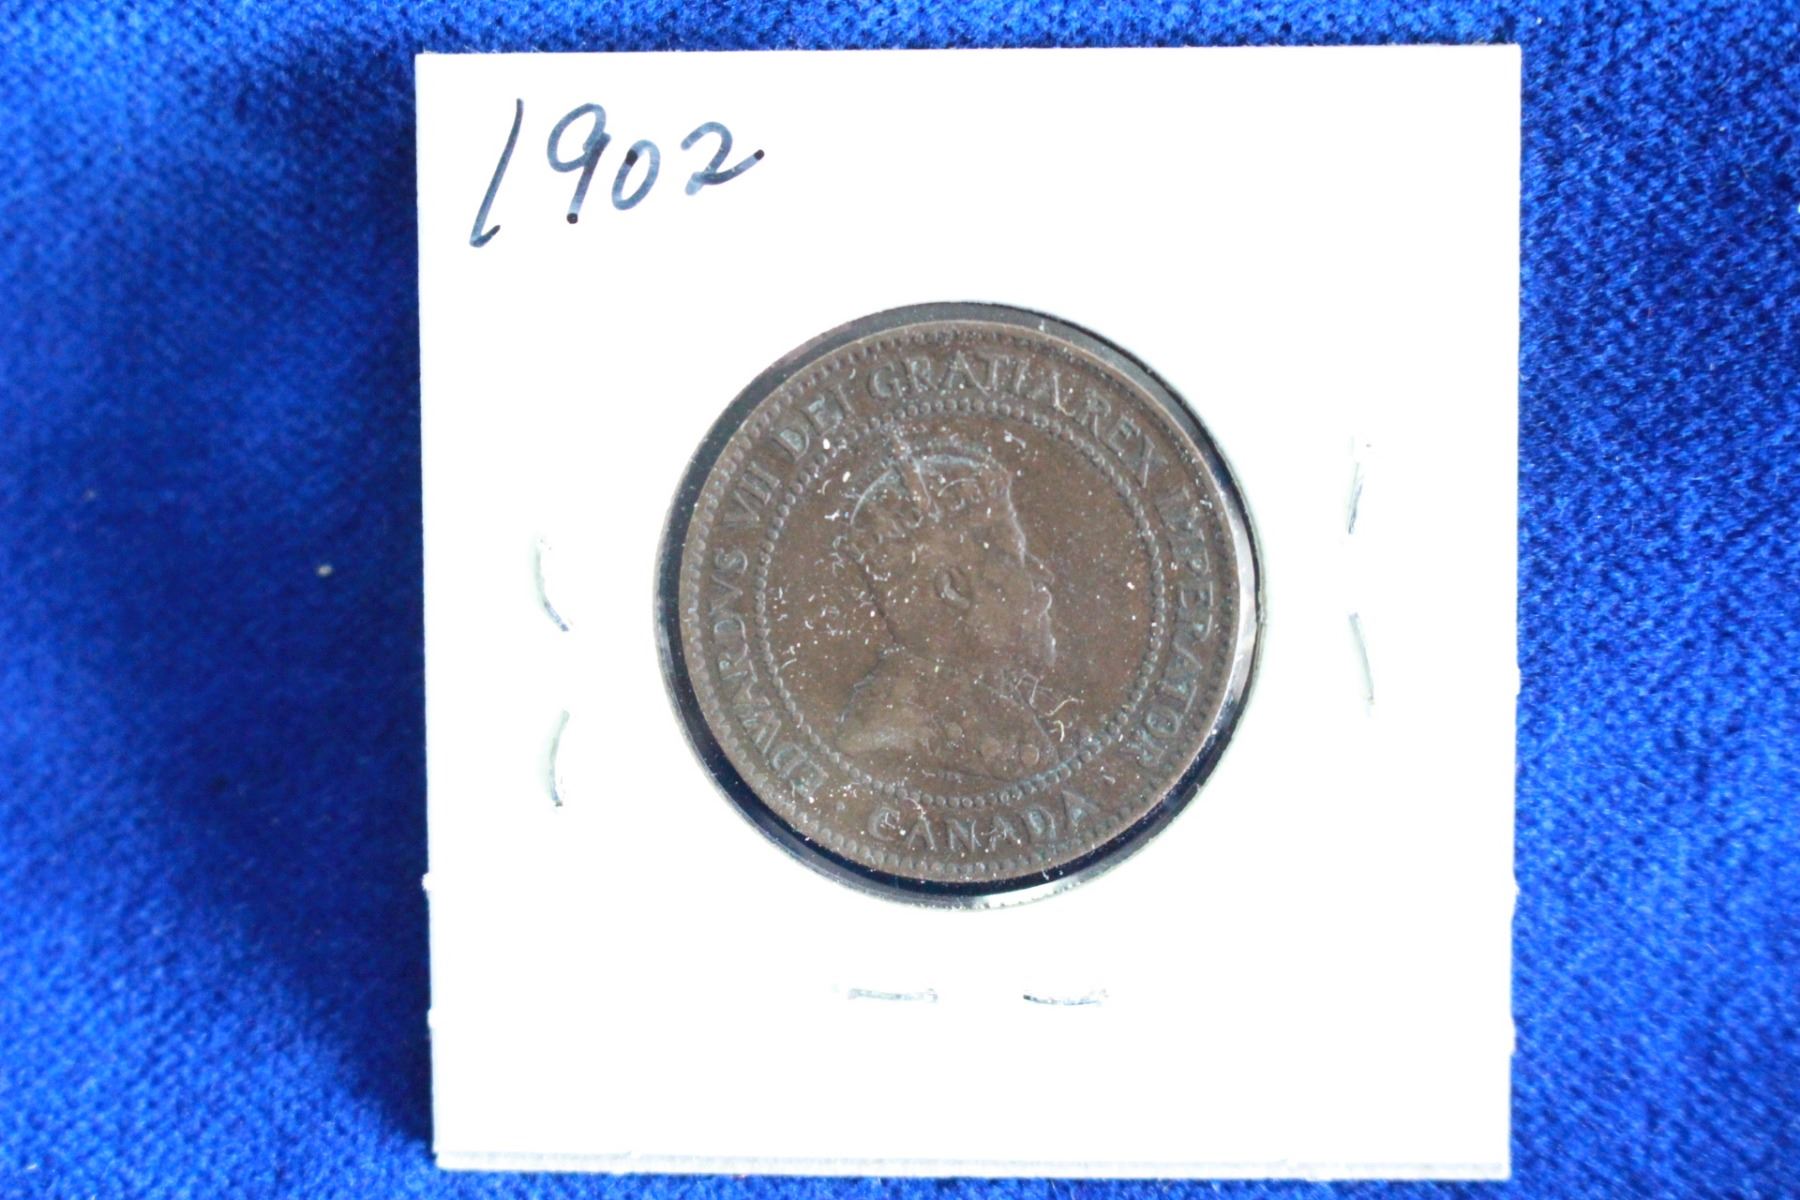 1902
EDWARDVS VII DEI GRATIA REX IMPERATOR
CANADA